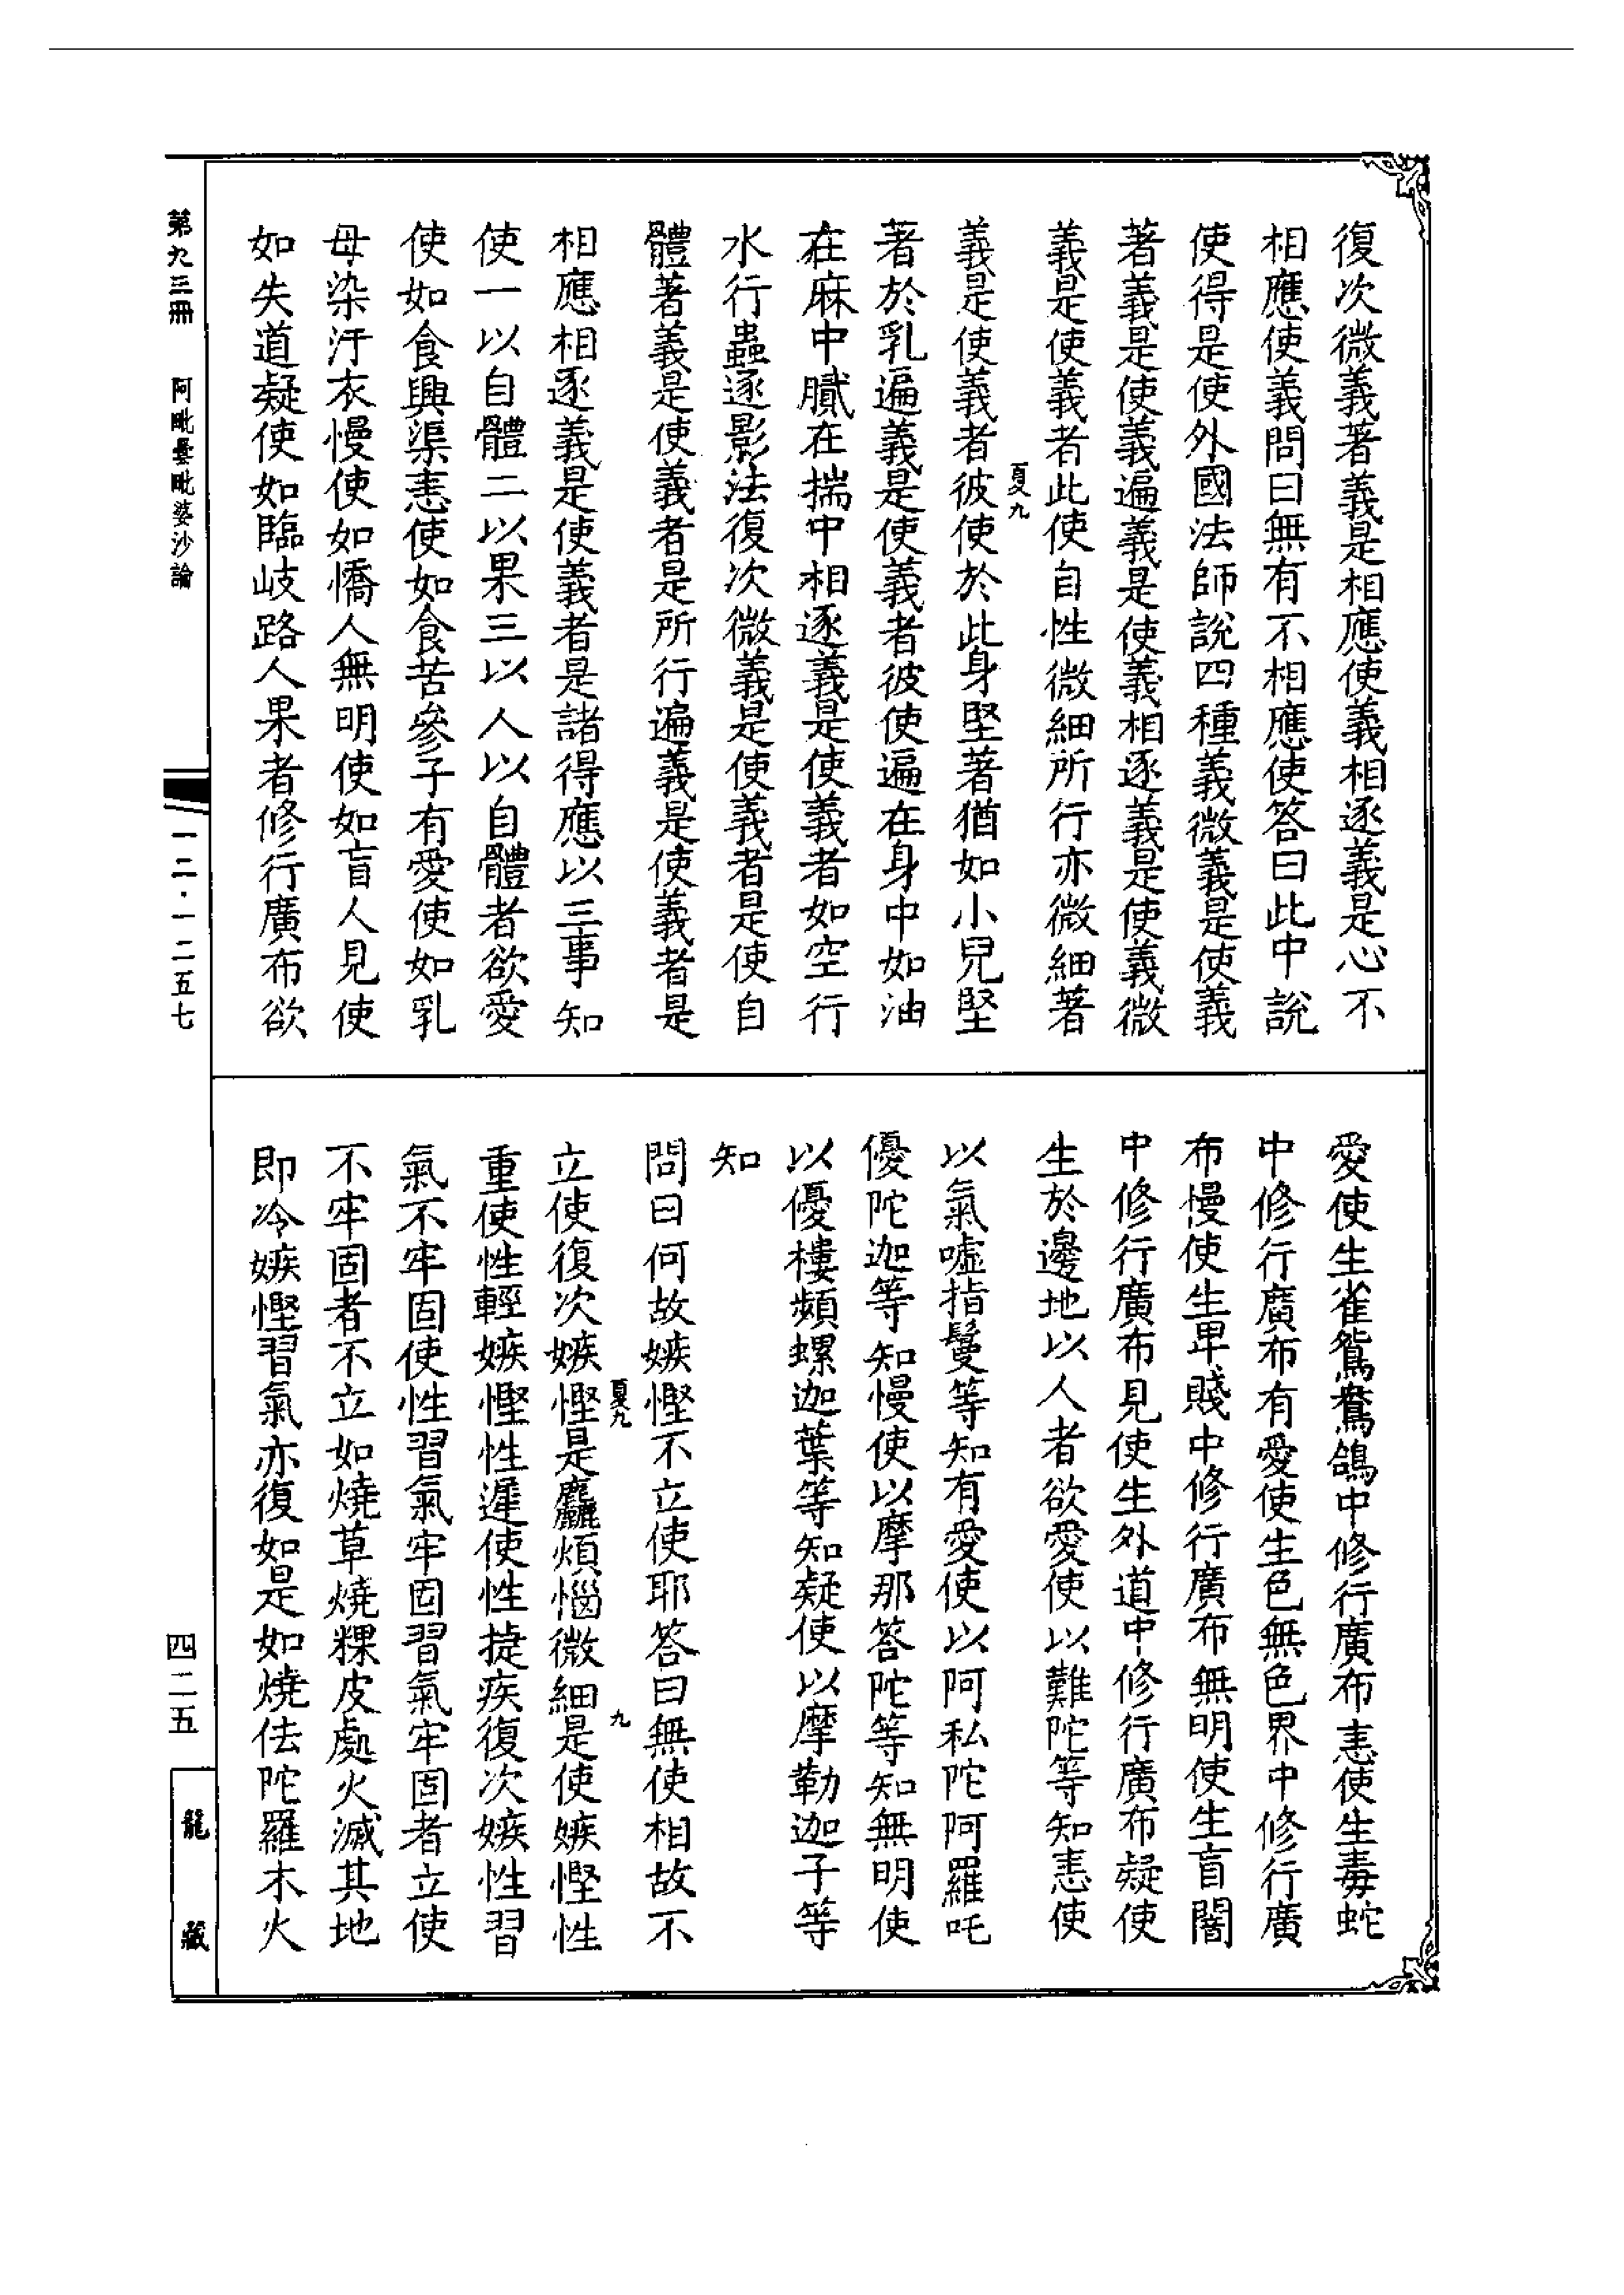 復次微義著義是相應使義相逐義是心不
相應使義問曰無有不相應使答曰此中說
使得是使外國法師說四種義微義是使義
著義是使義遍義是使義相逐義是使義微
義是使義者此使自性微細所行亦微細著
夏九
義是使義者彼使於此身堅著猶如小兒堅
著於乳遍義是使義者彼使遍在身中如油
在麻中膩在揣中相逐義是使義者如空行
水行蟲逐影法復次微義是使義者是使自
體著義是使義者是所行遍義是使義者是
相應相逐義是使義者是諸得應以三事知
使一以自體二以果三以人以自體者欲愛
使如食興渠恚使如食苦參子有愛使如乳
母染汙衣慢使如憍人無明使如盲人見使
如失道疑使如臨岐路人果者修行廣布欲
愛使生雀鴛鴦鴿中修行廣布恚使生毒蛇
中修行廣布有愛使生色無色界中修行廣
布慢使生卑賤中修行廣布無明使生盲闇
中修行廣布見使生外道中修行廣布疑使
生於邊地以人者欲愛使以難陀等知恚使
以氣噓指鬘等知有愛使以阿私陀阿羅吒
優陀迦等知慢使以摩那答陀等知無明使
以優樓頻螺迦葉等知疑使以摩勒迦子等
知
問曰何故嫉慳不立使耶答曰無使相故不
夏九
九
立使復次嫉慳是麤煩惱微細是使嫉慳性
重使性輕嫉慳性遲使性捷疾復次嫉性習
氣不牢固使性習氣牢固習氣牢固者立使
不牢固者不立如燒草燒粿皮處火滅其地
即冷嫉慳習氣亦復如是如燒佉陀羅木火
第九三冊 阿毗曇毗婆沙論
一二·一二五七
四二五
龍藏